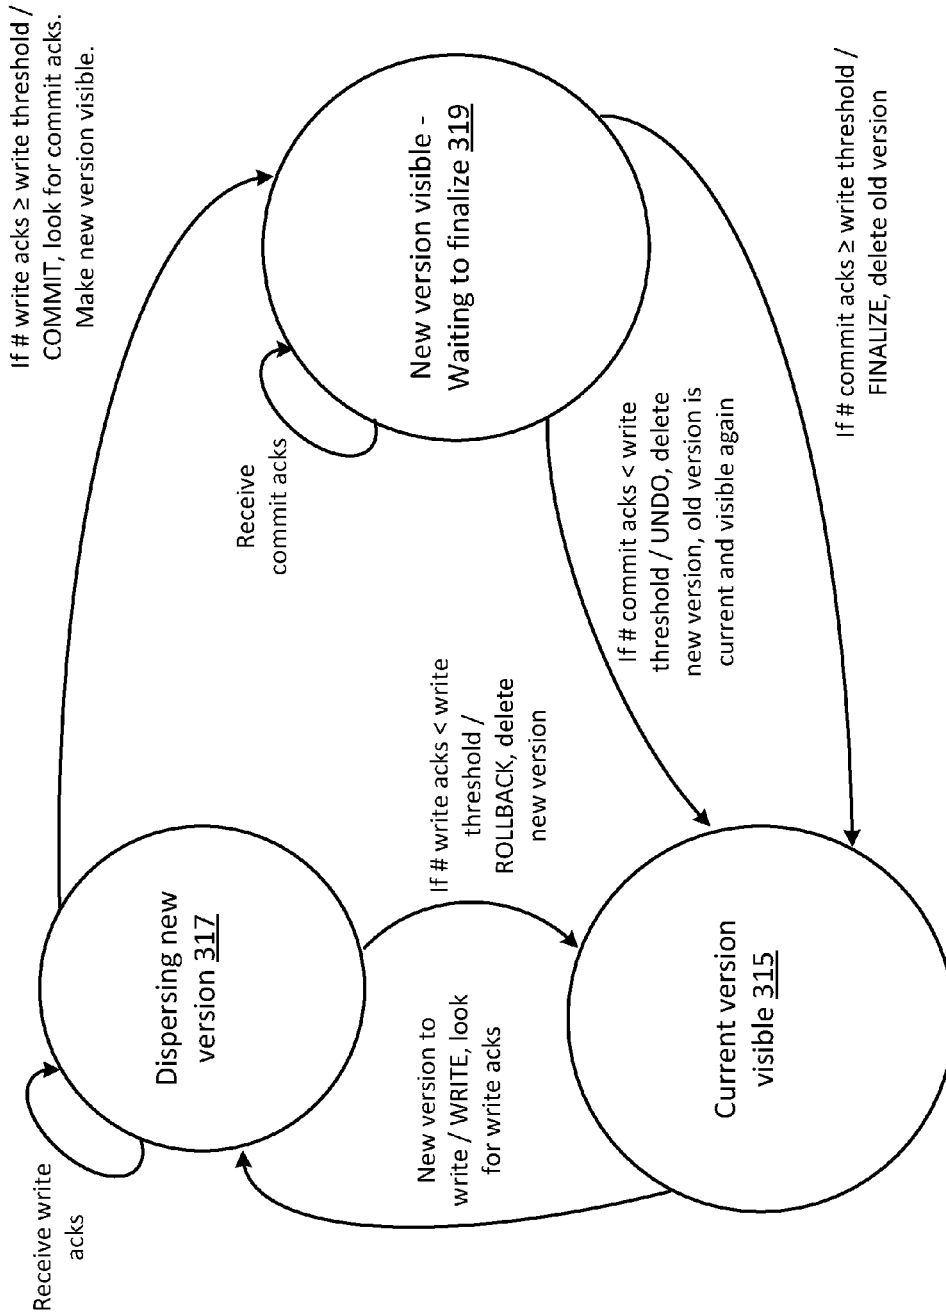 Receive write
acks
Dispersing new
version 317
If # write acks ≥ write threshold /
COMMIT, look for commit acks.
Make new version visible.
Receive
commit acks
New version visible -
Waiting to finalize 319
New version to
write / WRITE, look
for write acks
If # write acks < write
threshold /
ROLLBACK, delete
new version
If # commit acks < write
threshold / UNDO, delete
new version, old version is
current and visible again
Current version
visible 315
If # commit acks ≥ write threshold /
FINALIZE, delete old version